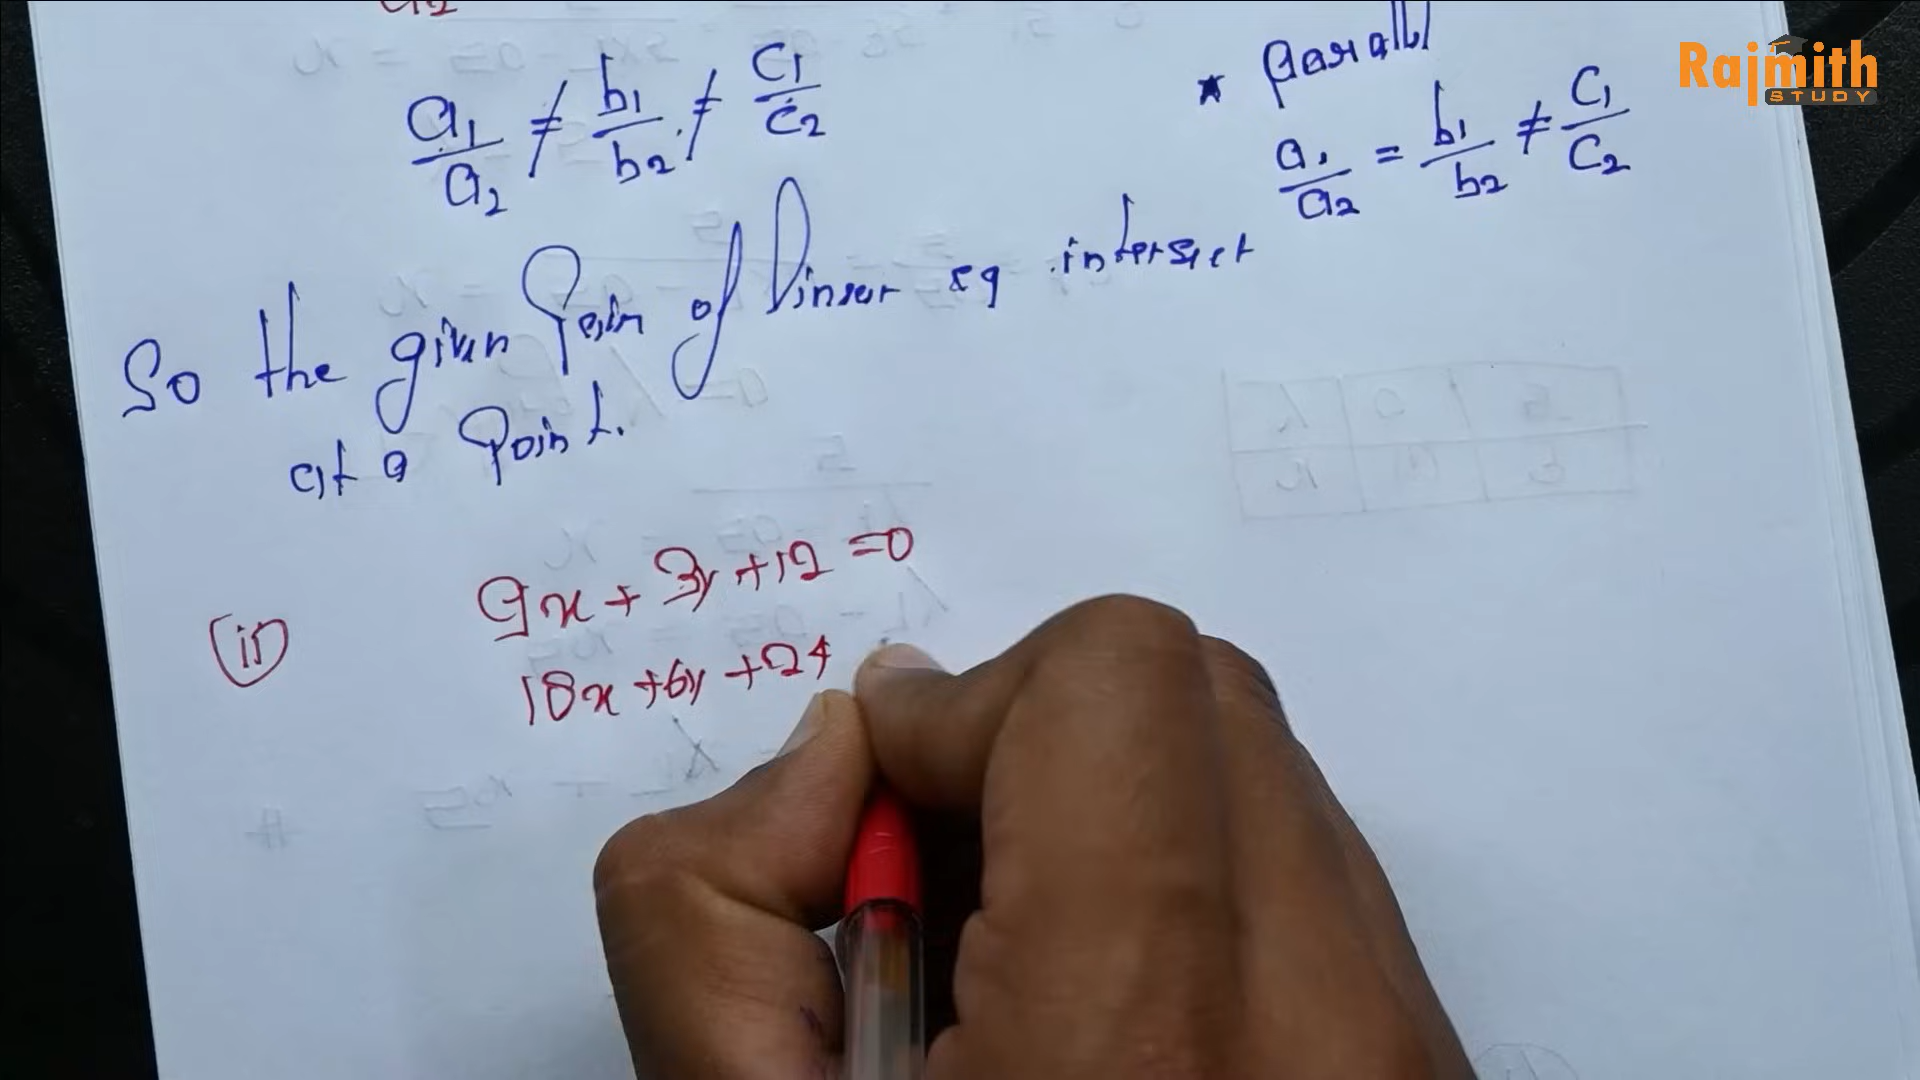 a2
a1/a2 ≠ b1/b2 ≠ c1/c2
* Parallel
a1/a2 = b1/b2 ≠ c1/c2
So the given Pair of linear eq intersect
at a Point.
(ii) 9x + 3y + 12 = 0
18x + 6y + 24
Rajmith
STUDY